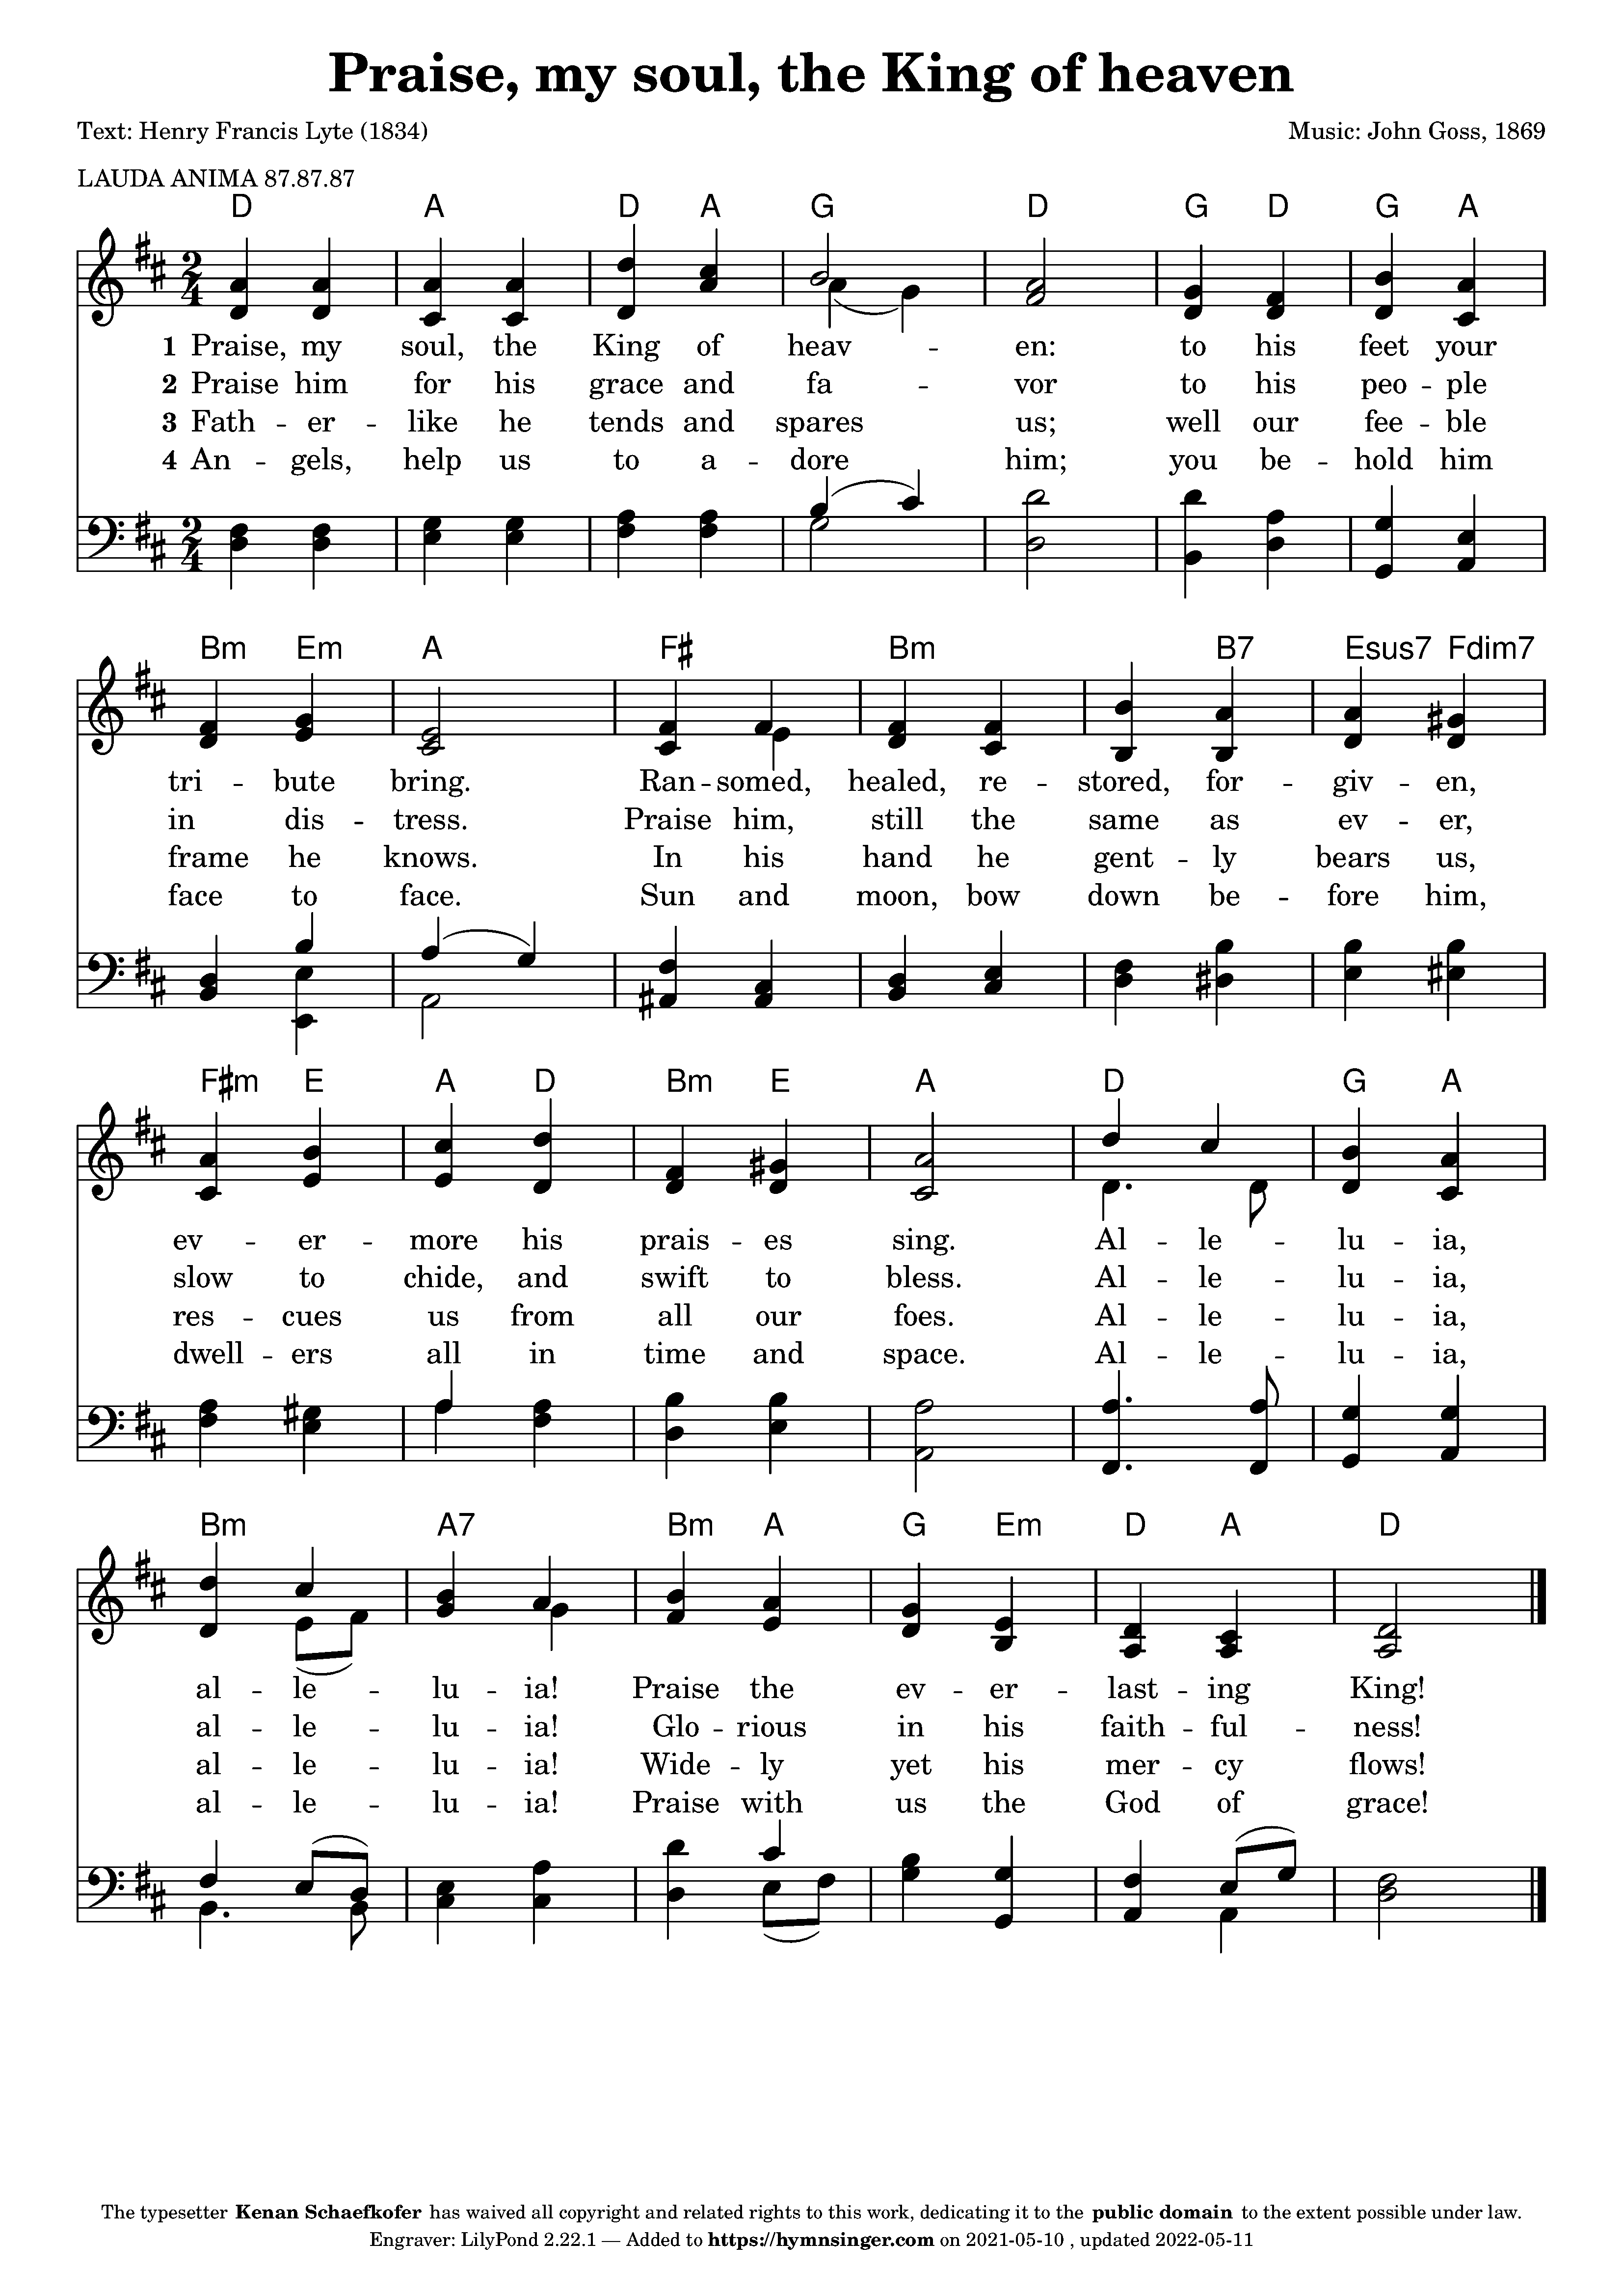 Praise, my soul, the King of heaven
Text: Henry Francis Lyte (1834) Music: John Goss, 1869
LAUDA ANIMA 87.87.87
D A D A G D G D G A
1 Praise, my soul, the King of heav -- en: to his feet your
2 Praise him for his grace and fa -- vor to his peo -- ple
3 Fath -- er -- like he tends and spares us; well our fee -- ble
4 An -- gels, help us to a -- dore him; you be -- hold him
Bm Em A F♯ Bm B7 Esus7 Fdim7
tri -- bute bring. Ran -- somed, healed, re -- stored, for -- giv -- en,
in dis -- tress. Praise him, still the same as ev -- er,
frame he knows. In his hand he gent -- ly bears us,
face to face. Sun and moon, bow down be -- fore him,
F♯m E A D Bm E A D G A
ev -- er -- more his prais -- es sing. Al -- le -- lu -- ia,
slow to chide, and swift to bless. Al -- le -- lu -- ia,
res -- cues us from all our foes. Al -- le -- lu -- ia,
dwell -- ers all in time and space. Al -- le -- lu -- ia,
Bm A7 Bm A G Em D A D
al -- le -- lu -- ia! Praise the ev -- er -- last -- ing King!
al -- le -- lu -- ia! Glo -- rious in his faith -- ful -- ness!
al -- le -- lu -- ia! Wide -- ly yet his mer -- cy flows!
al -- le -- lu -- ia! Praise with us the God of grace!
The typesetter Kenan Schaefkofer has waived all copyright and related rights to this work, dedicating it to the public domain to the extent possible under law.
Engraver: LilyPond 2.22.1 — Added to https://hymnsinger.com on 2021-05-10 , updated 2022-05-11